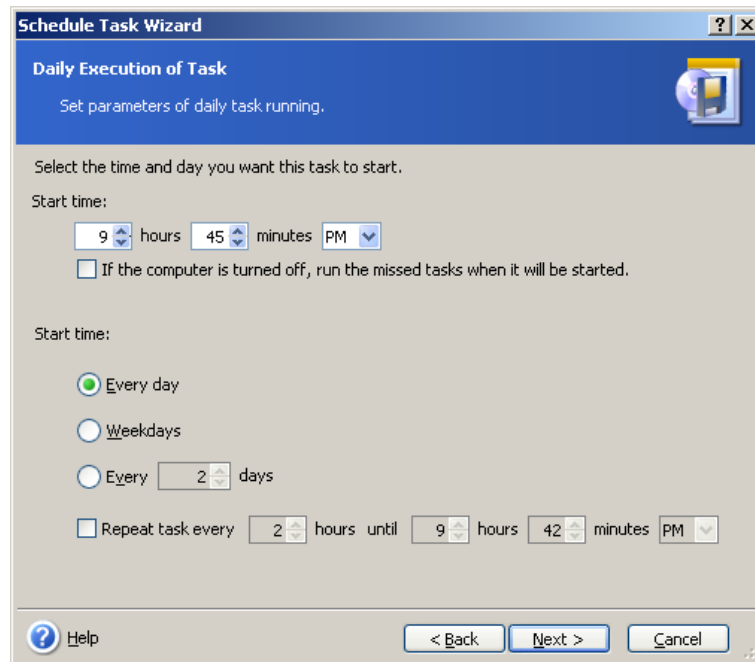 Schedule Task Wizard
Daily Execution of Task
Set parameters of daily task running.
Select the time and day you want this task to start.
Start time:
9 hours 45 minutes PM
If the computer is turned off, run the missed tasks when it will be started.
Start time:
Every day
Weekdays
Every 2 days
Repeat task every 2 hours until 9 hours 42 minutes PM
Help < Back Next > Cancel